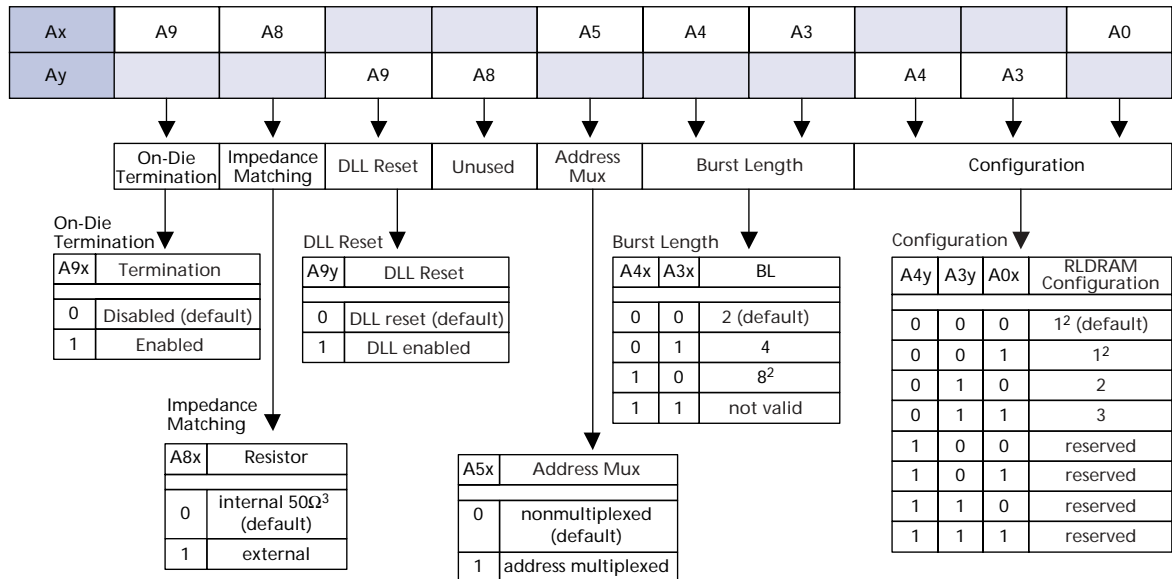 Ax A9 A8 A5 A4 A3 A0
Ay A9 A8 A4 A3
On-Die Termination
Impedance Matching
DLL Reset
Unused
Address Mux
Burst Length
Configuration
On-Die
Termination
A9x Termination
0 Disabled (default)
1 Enabled
DLL Reset
A9y DLL Reset
0 DLL reset (default)
1 DLL enabled
Burst Length
A4x A3x BL
0 0 2 (default)
0 1 4
1 0 8²
1 1 not valid
Configuration
A4y A3y A0x RLDRAM Configuration
0 0 0 1² (default)
0 0 1 1²
0 1 0 2
0 1 1 3
1 0 0 reserved
1 0 1 reserved
1 1 0 reserved
1 1 1 reserved
Impedance
Matching
A8x Resistor
0 internal 50Ω³ (default)
1 external
A5x Address Mux
0 nonmultiplexed (default)
1 address multiplexed